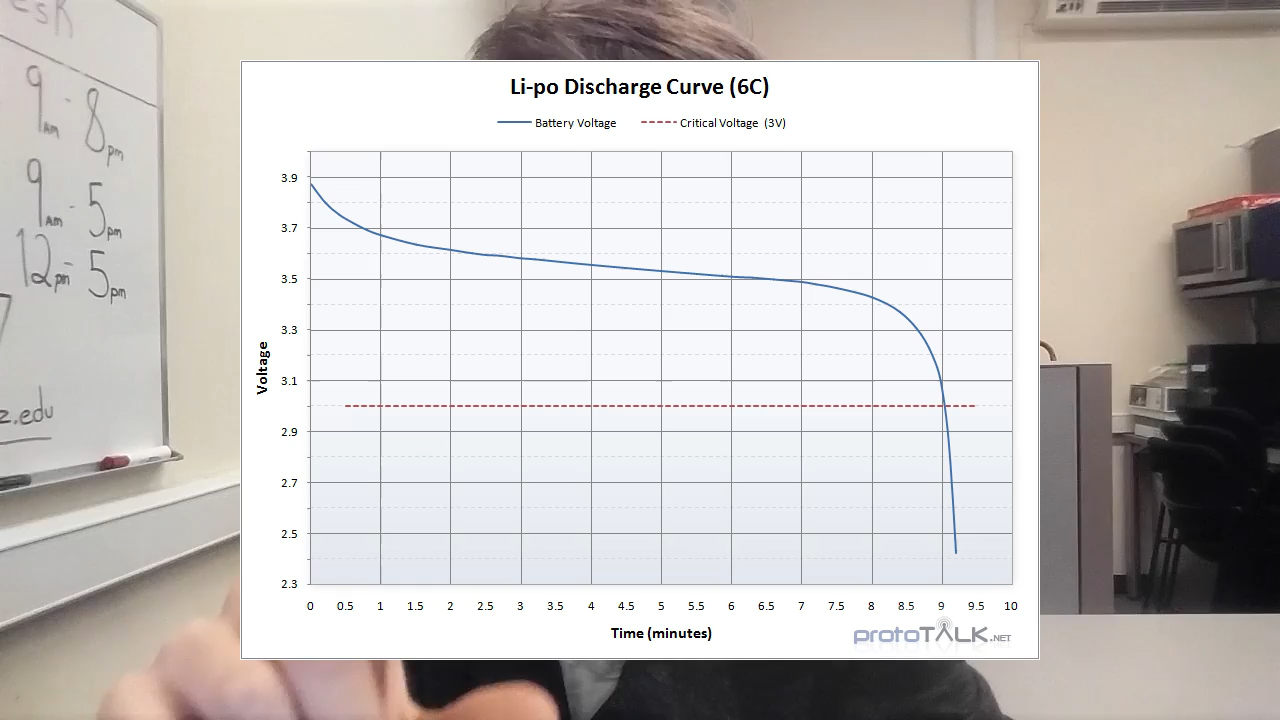 esk
9am - 8pm
9am - 5pm
12pm - 5pm
z.edu
Li-po Discharge Curve (6C)
Battery Voltage Critical Voltage (3V)
3.9
3.7
3.5
3.3
3.1
2.9
2.7
2.5
2.3
Voltage
0 0.5 1 1.5 2 2.5 3 3.5 4 4.5 5 5.5 6 6.5 7 7.5 8 8.5 9 9.5 10
Time (minutes)
protoTALK.NET